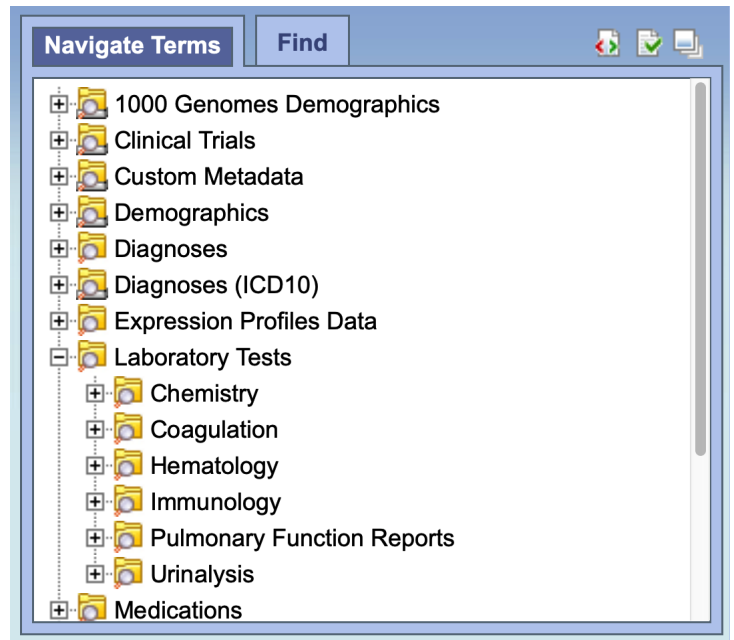 Navigate Terms
Find
1000 Genomes Demographics
Clinical Trials
Custom Metadata
Demographics
Diagnoses
Diagnoses (ICD10)
Expression Profiles Data
Laboratory Tests
Chemistry
Coagulation
Hematology
Immunology
Pulmonary Function Reports
Urinalysis
Medications